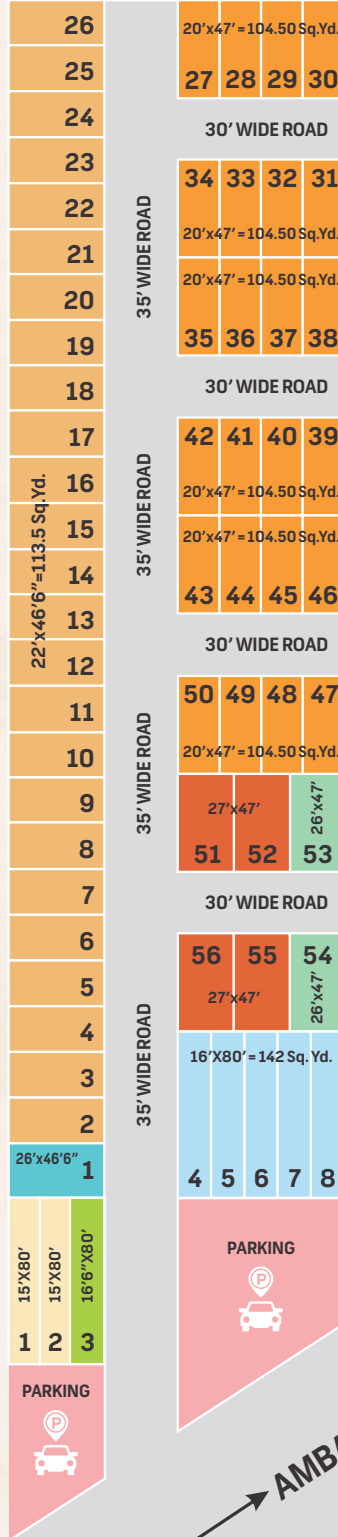 26
25
24
23
22
21
20
19
18
17
16
15
14
13
12
11
10
9
8
7
6
5
4
3
2
22'x46'6"=113.5 Sq.Yd.
26'x46'6" 1
15'X80'
15'X80'
16'6"X80'
1 2 3
PARKING
P
35' WIDE ROAD
35' WIDE ROAD
35' WIDE ROAD
35' WIDE ROAD
20'x47'=104.50 Sq.Yd.
27 28 29 30
30' WIDE ROAD
34 33 32 31
20'x47'=104.50 Sq.Yd.
20'x47'=104.50 Sq.Yd.
35 36 37 38
30' WIDE ROAD
42 41 40 39
20'x47'=104.50 Sq.Yd.
20'x47'=104.50 Sq.Yd.
43 44 45 46
30' WIDE ROAD
50 49 48 47
20'x47'=104.50 Sq.Yd.
27'x47'
26'x47'
51 52 53
30' WIDE ROAD
56 55 54
27'x47'
26'x47'
16'X80'=142 Sq. Yd.
4 5 6 7 8
PARKING
P